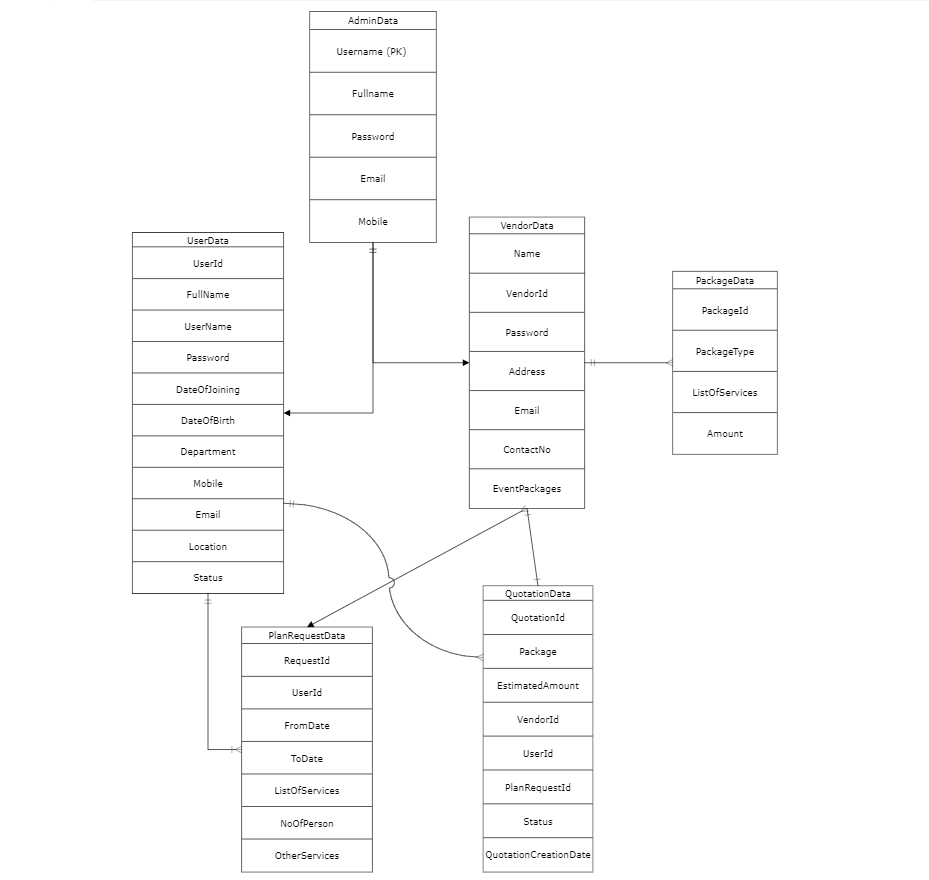 AdminData
Username (PK)
Fullname
Password
Email
Mobile
UserData
UserId
FullName
UserName
Password
DateOfJoining
DateOfBirth
Department
Mobile
Email
Location
Status
VendorData
Name
VendorId
Password
Address
Email
ContactNo
EventPackages
PackageData
PackageId
PackageType
ListOfServices
Amount
PlanRequestData
RequestId
UserId
FromDate
ToDate
ListOfServices
NoOfPerson
OtherServices
QuotationData
QuotationId
Package
EstimatedAmount
VendorId
UserId
PlanRequestId
Status
QuotationCreationDate